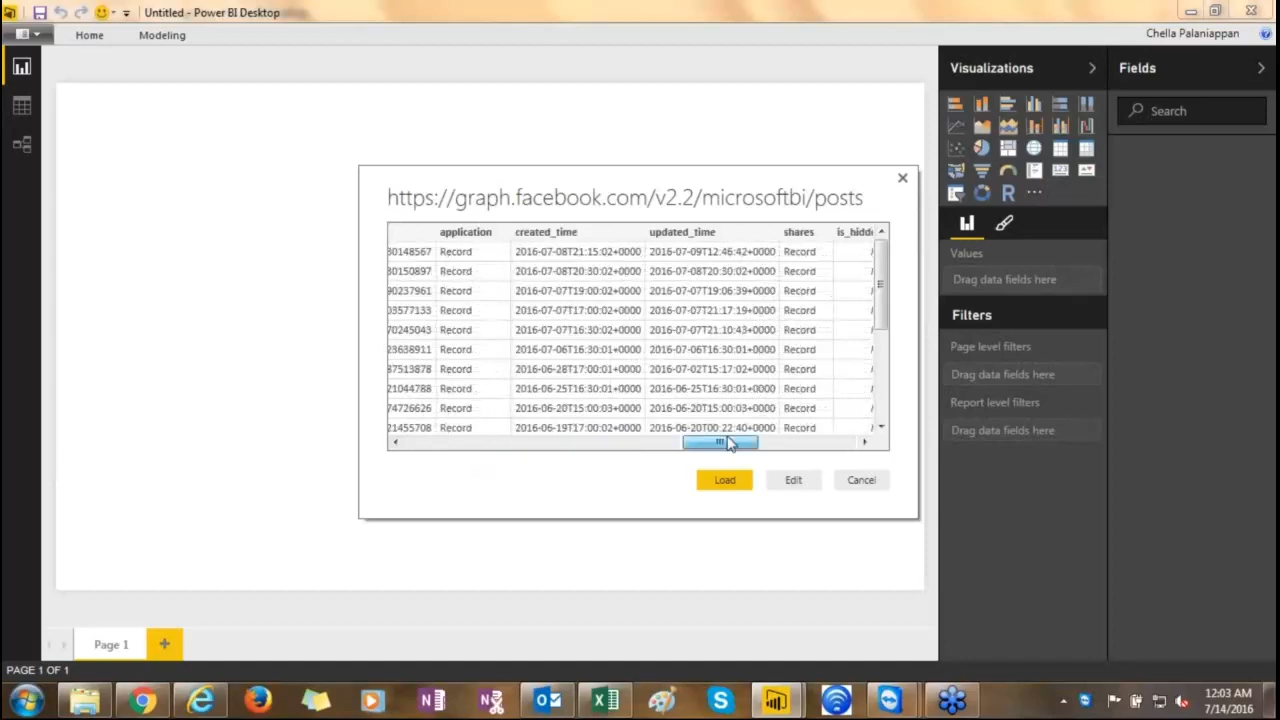 Untitled - Power BI Desktop
Home Modeling
Chella Palaniappan
Visualizations
Fields
Search
https://graph.facebook.com/v2.2/microsoftbi/posts
application created_time updated_time shares is_hidd
30148567 Record 2016-07-08T21:15:02+0000 2016-07-09T12:46:42+0000 Record
30150897 Record 2016-07-08T20:30:02+0000 2016-07-08T20:30:02+0000 Record
90237961 Record 2016-07-07T19:00:02+0000 2016-07-07T19:06:39+0000 Record
03577133 Record 2016-07-07T17:00:02+0000 2016-07-07T21:17:19+0000 Record
70245043 Record 2016-07-07T16:30:02+0000 2016-07-07T21:10:43+0000 Record
23638911 Record 2016-07-06T16:30:01+0000 2016-07-06T16:30:01+0000 Record
87513878 Record 2016-06-28T17:00:01+0000 2016-07-02T15:17:02+0000 Record
21044788 Record 2016-06-25T16:30:01+0000 2016-06-25T16:30:01+0000 Record
74726626 Record 2016-06-20T15:00:03+0000 2016-06-20T15:00:03+0000 Record
21455708 Record 2016-06-19T17:00:02+0000 2016-06-20T00:22:40+0000 Record
Load Edit Cancel
R
Values
Drag data fields here
Filters
Page level filters
Drag data fields here
Report level filters
Drag data fields here
Page 1
PAGE 1 OF 1
12:03 AM
7/14/2016